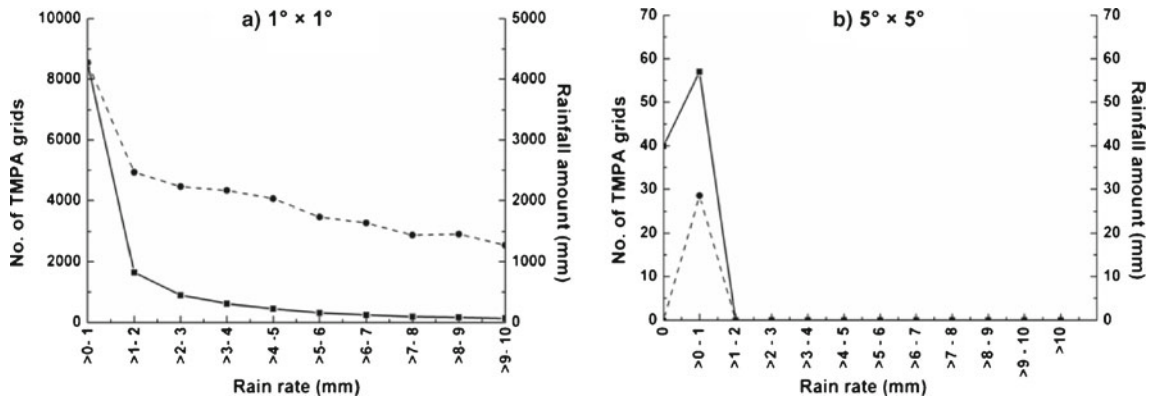 a) 1° × 1°
No. of TMPA grids
10000
8000
6000
4000
2000
0
5000
4000
3000
2000
1000
0
Rainfall amount (mm)
>0- 1
>1- 2
>2- 3
>3- 4
>4 -5
>5- 6
>6- 7
>7- 8
>8- 9
>9- 10
Rain rate (mm)
b) 5° × 5°
No. of TMPA grids
70
60
50
40
30
20
10
0
70
60
50
40
30
20
10
0
Rainfall amount (mm)
0
>0 - 1
>1 - 2
>2 - 3
>3 - 4
>4 - 5
>5 - 6
>6 - 7
>7 - 8
>8 - 9
>9 - 10
>10
Rain rate (mm)